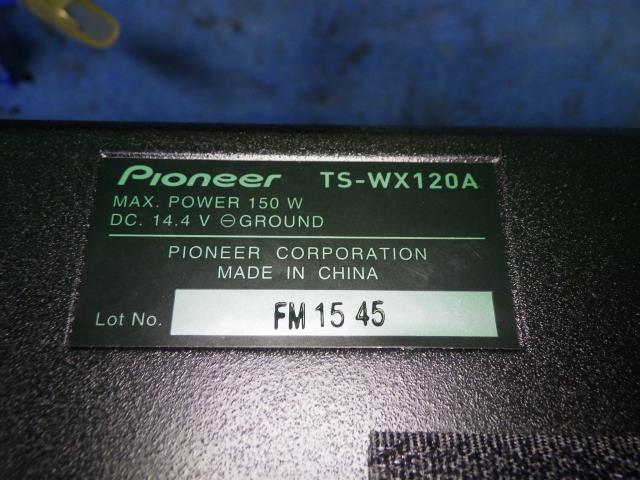 Pioneer TS-WX120A
MAX. POWER 150 W
DC. 14.4 V ⊖GROUND
PIONEER CORPORATION
MADE IN CHINA
Lot No. FM 15 45